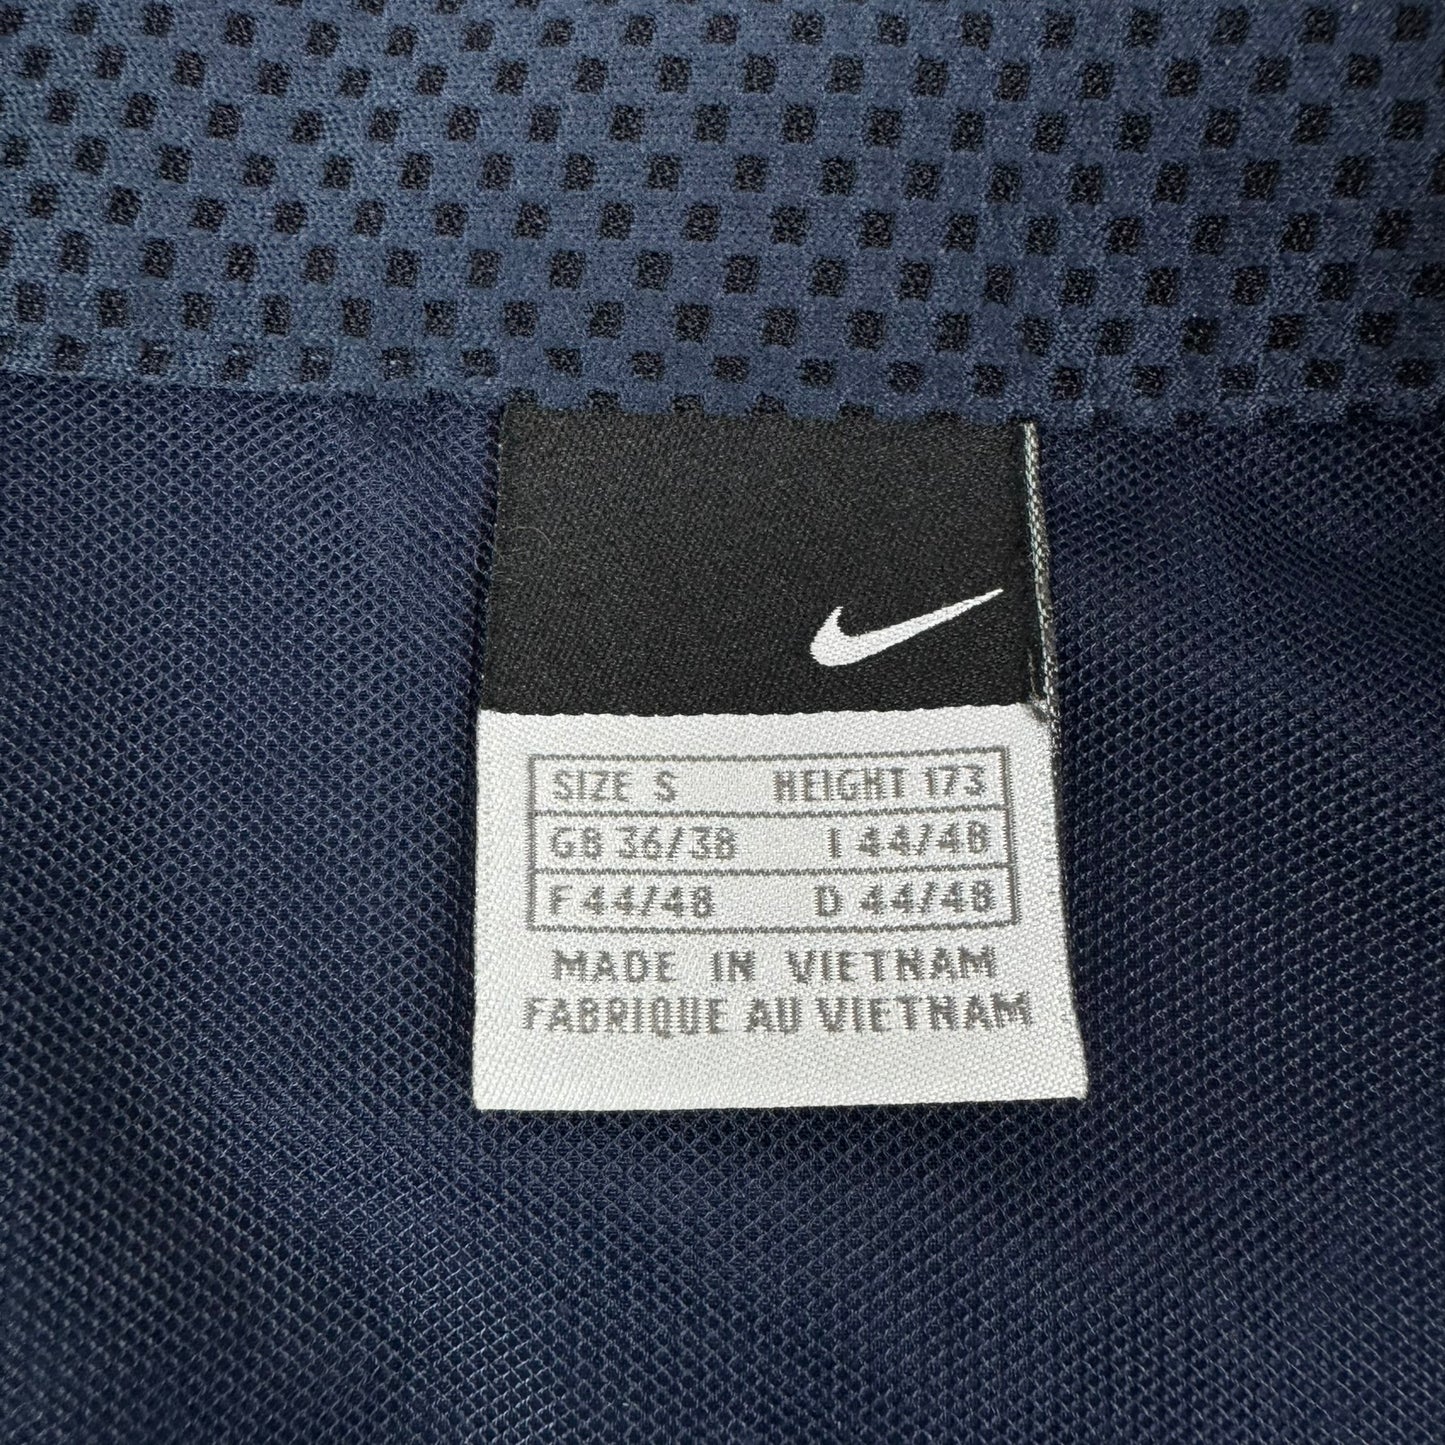 SIZE S HEIGHT 173
GB 36/38 I 44/48
F 44/48 D 44/48
MADE IN VIETNAM
FABRIQUE AU VIETNAM